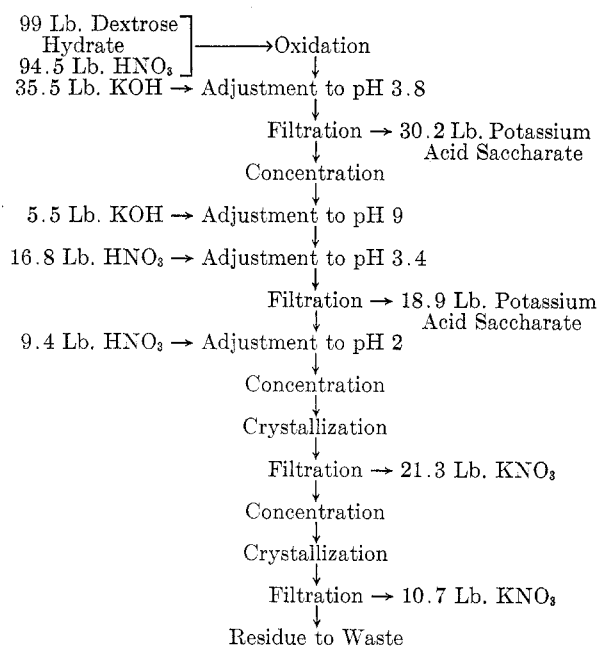 99 Lb. Dextrose
Hydrate
94.5 Lb. HNO₃
→Oxidation
35.5 Lb. KOH → Adjustment to pH 3.8
Filtration → 30.2 Lb. Potassium
Acid Saccharate
Concentration
5.5 Lb. KOH → Adjustment to pH 9
16.8 Lb. HNO₃ → Adjustment to pH 3.4
Filtration → 18.9 Lb. Potassium
Acid Saccharate
9.4 Lb. HNO₃ → Adjustment to pH 2
Concentration
Crystallization
Filtration → 21.3 Lb. KNO₃
Concentration
Crystallization
Filtration → 10.7 Lb. KNO₃
Residue to Waste